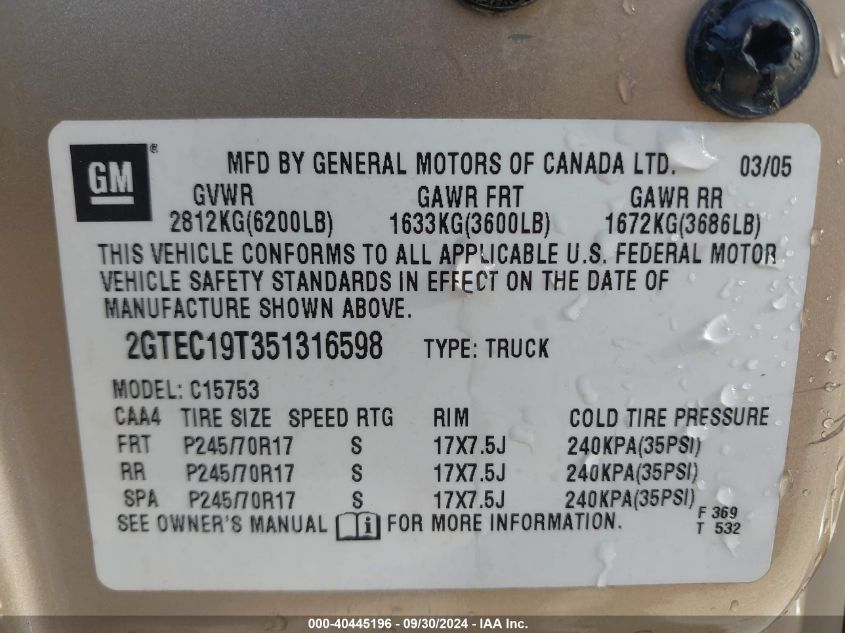 GM ® MFD BY GENERAL MOTORS OF CANADA LTD. 03/05
GVWR GAWR FRT GAWR RR
2812KG(6200LB) 1633KG(3600LB) 1672KG(3686LB)
THIS VEHICLE CONFORMS TO ALL APPLICABLE U.S. FEDERAL MOTOR
VEHICLE SAFETY STANDARDS IN EFFECT ON THE DATE OF
MANUFACTURE SHOWN ABOVE.
2GTEC19T351316598 TYPE: TRUCK
MODEL: C15753
CAA4 TIRE SIZE SPEED RTG RIM COLD TIRE PRESSURE
FRT P245/70R17 S 17X7.5J 240KPA(35PSI)
RR P245/70R17 S 17X7.5J 240KPA(35PSI)
SPA P245/70R17 S 17X7.5J 240KPA(35PSI)
SEE OWNER'S MANUAL i FOR MORE INFORMATION.
F 369
T 532
000-40445196 - 09/30/2024 - IAA Inc.